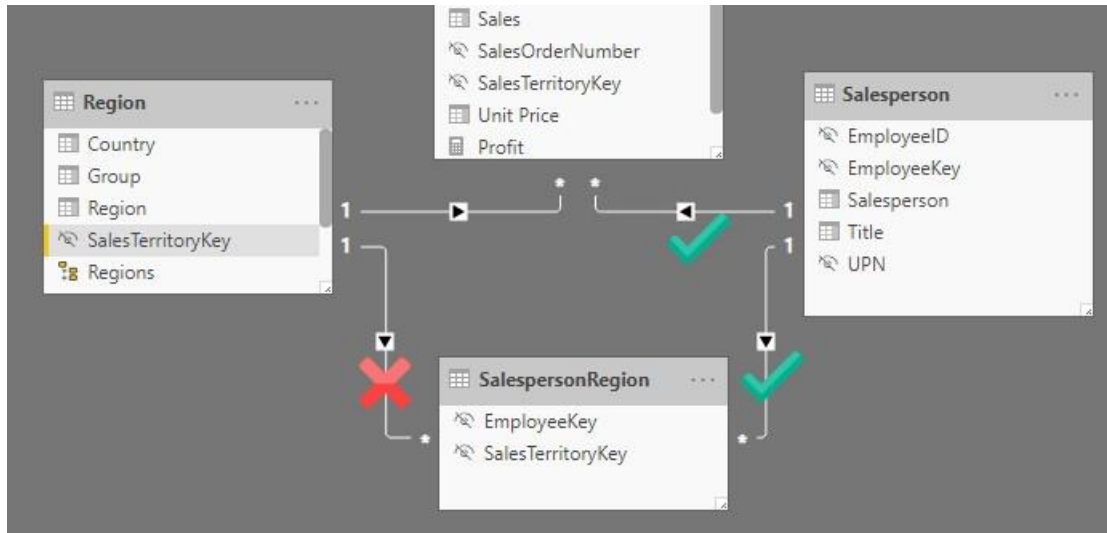 Sales
SalesOrderNumber
SalesTerritoryKey
Unit Price
Profit
Region
Country
Group
Region
SalesTerritoryKey
Regions
Salesperson
EmployeeID
EmployeeKey
Salesperson
Title
UPN
* *
1 1
1 1
SalespersonRegion
EmployeeKey
SalesTerritoryKey
* *